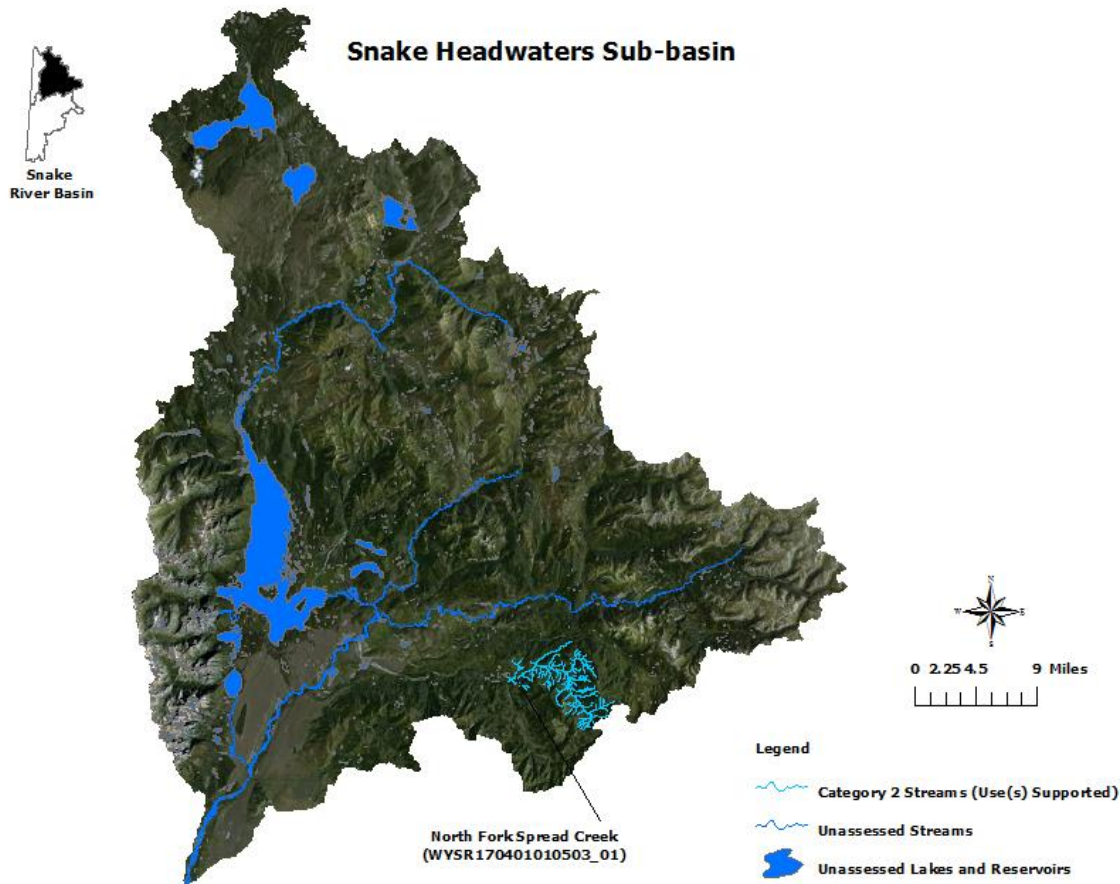 Snake Headwaters Sub-basin
Snake
River Basin
N
W E
S
0 2.25 4.5 9 Miles
Legend
Category 2 Streams (Use(s) Supported)
Unassessed Streams
Unassessed Lakes and Reservoirs
North Fork Spread Creek
(WYSR170401010503_01)